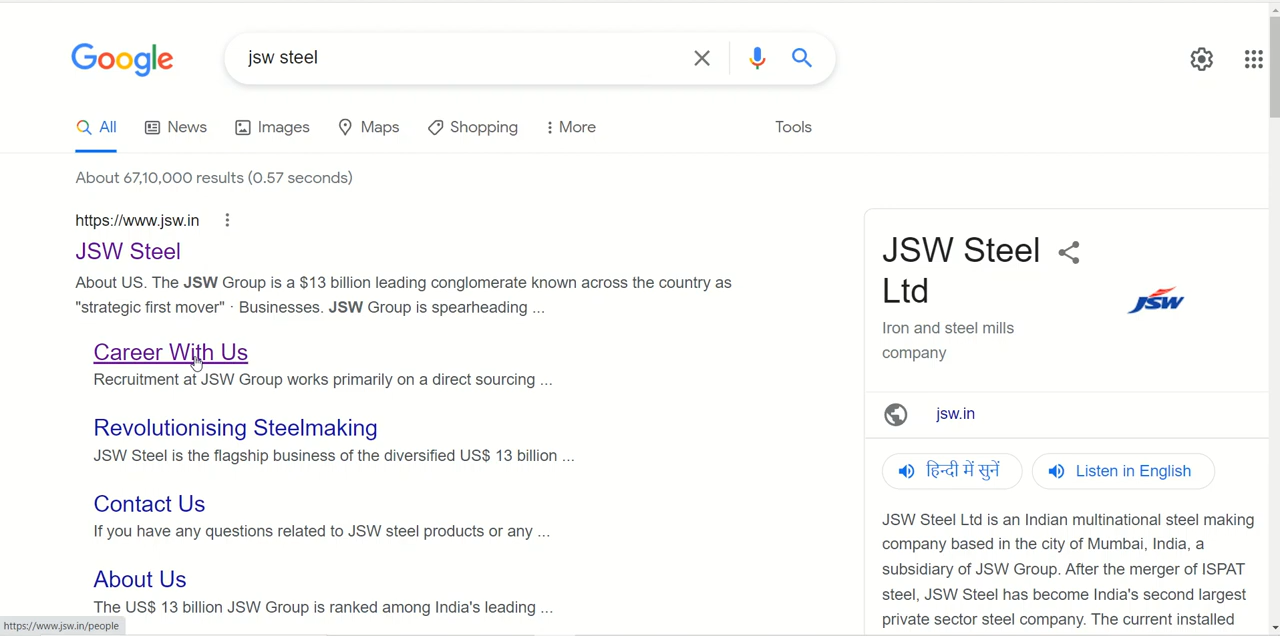 Google
jsw steel
All News Images Maps Shopping More Tools
About 67,10,000 results (0.57 seconds)
https://www.jsw.in
JSW Steel
About US. The JSW Group is a $13 billion leading conglomerate known across the country as
"strategic first mover" · Businesses. JSW Group is spearheading ...
Career With Us
Recruitment at JSW Group works primarily on a direct sourcing ...
Revolutionising Steelmaking
JSW Steel is the flagship business of the diversified US$ 13 billion ...
Contact Us
If you have any questions related to JSW steel products or any ...
About Us
The US$ 13 billion JSW Group is ranked among India's leading ...
https://www.jsw.in/people
JSW Steel
Ltd
JSW
Iron and steel mills
company
jsw.in
हिन्दी में सुनें Listen in English
JSW Steel Ltd is an Indian multinational steel making
company based in the city of Mumbai, India, a
subsidiary of JSW Group. After the merger of ISPAT
steel, JSW Steel has become India's second largest
private sector steel company. The current installed